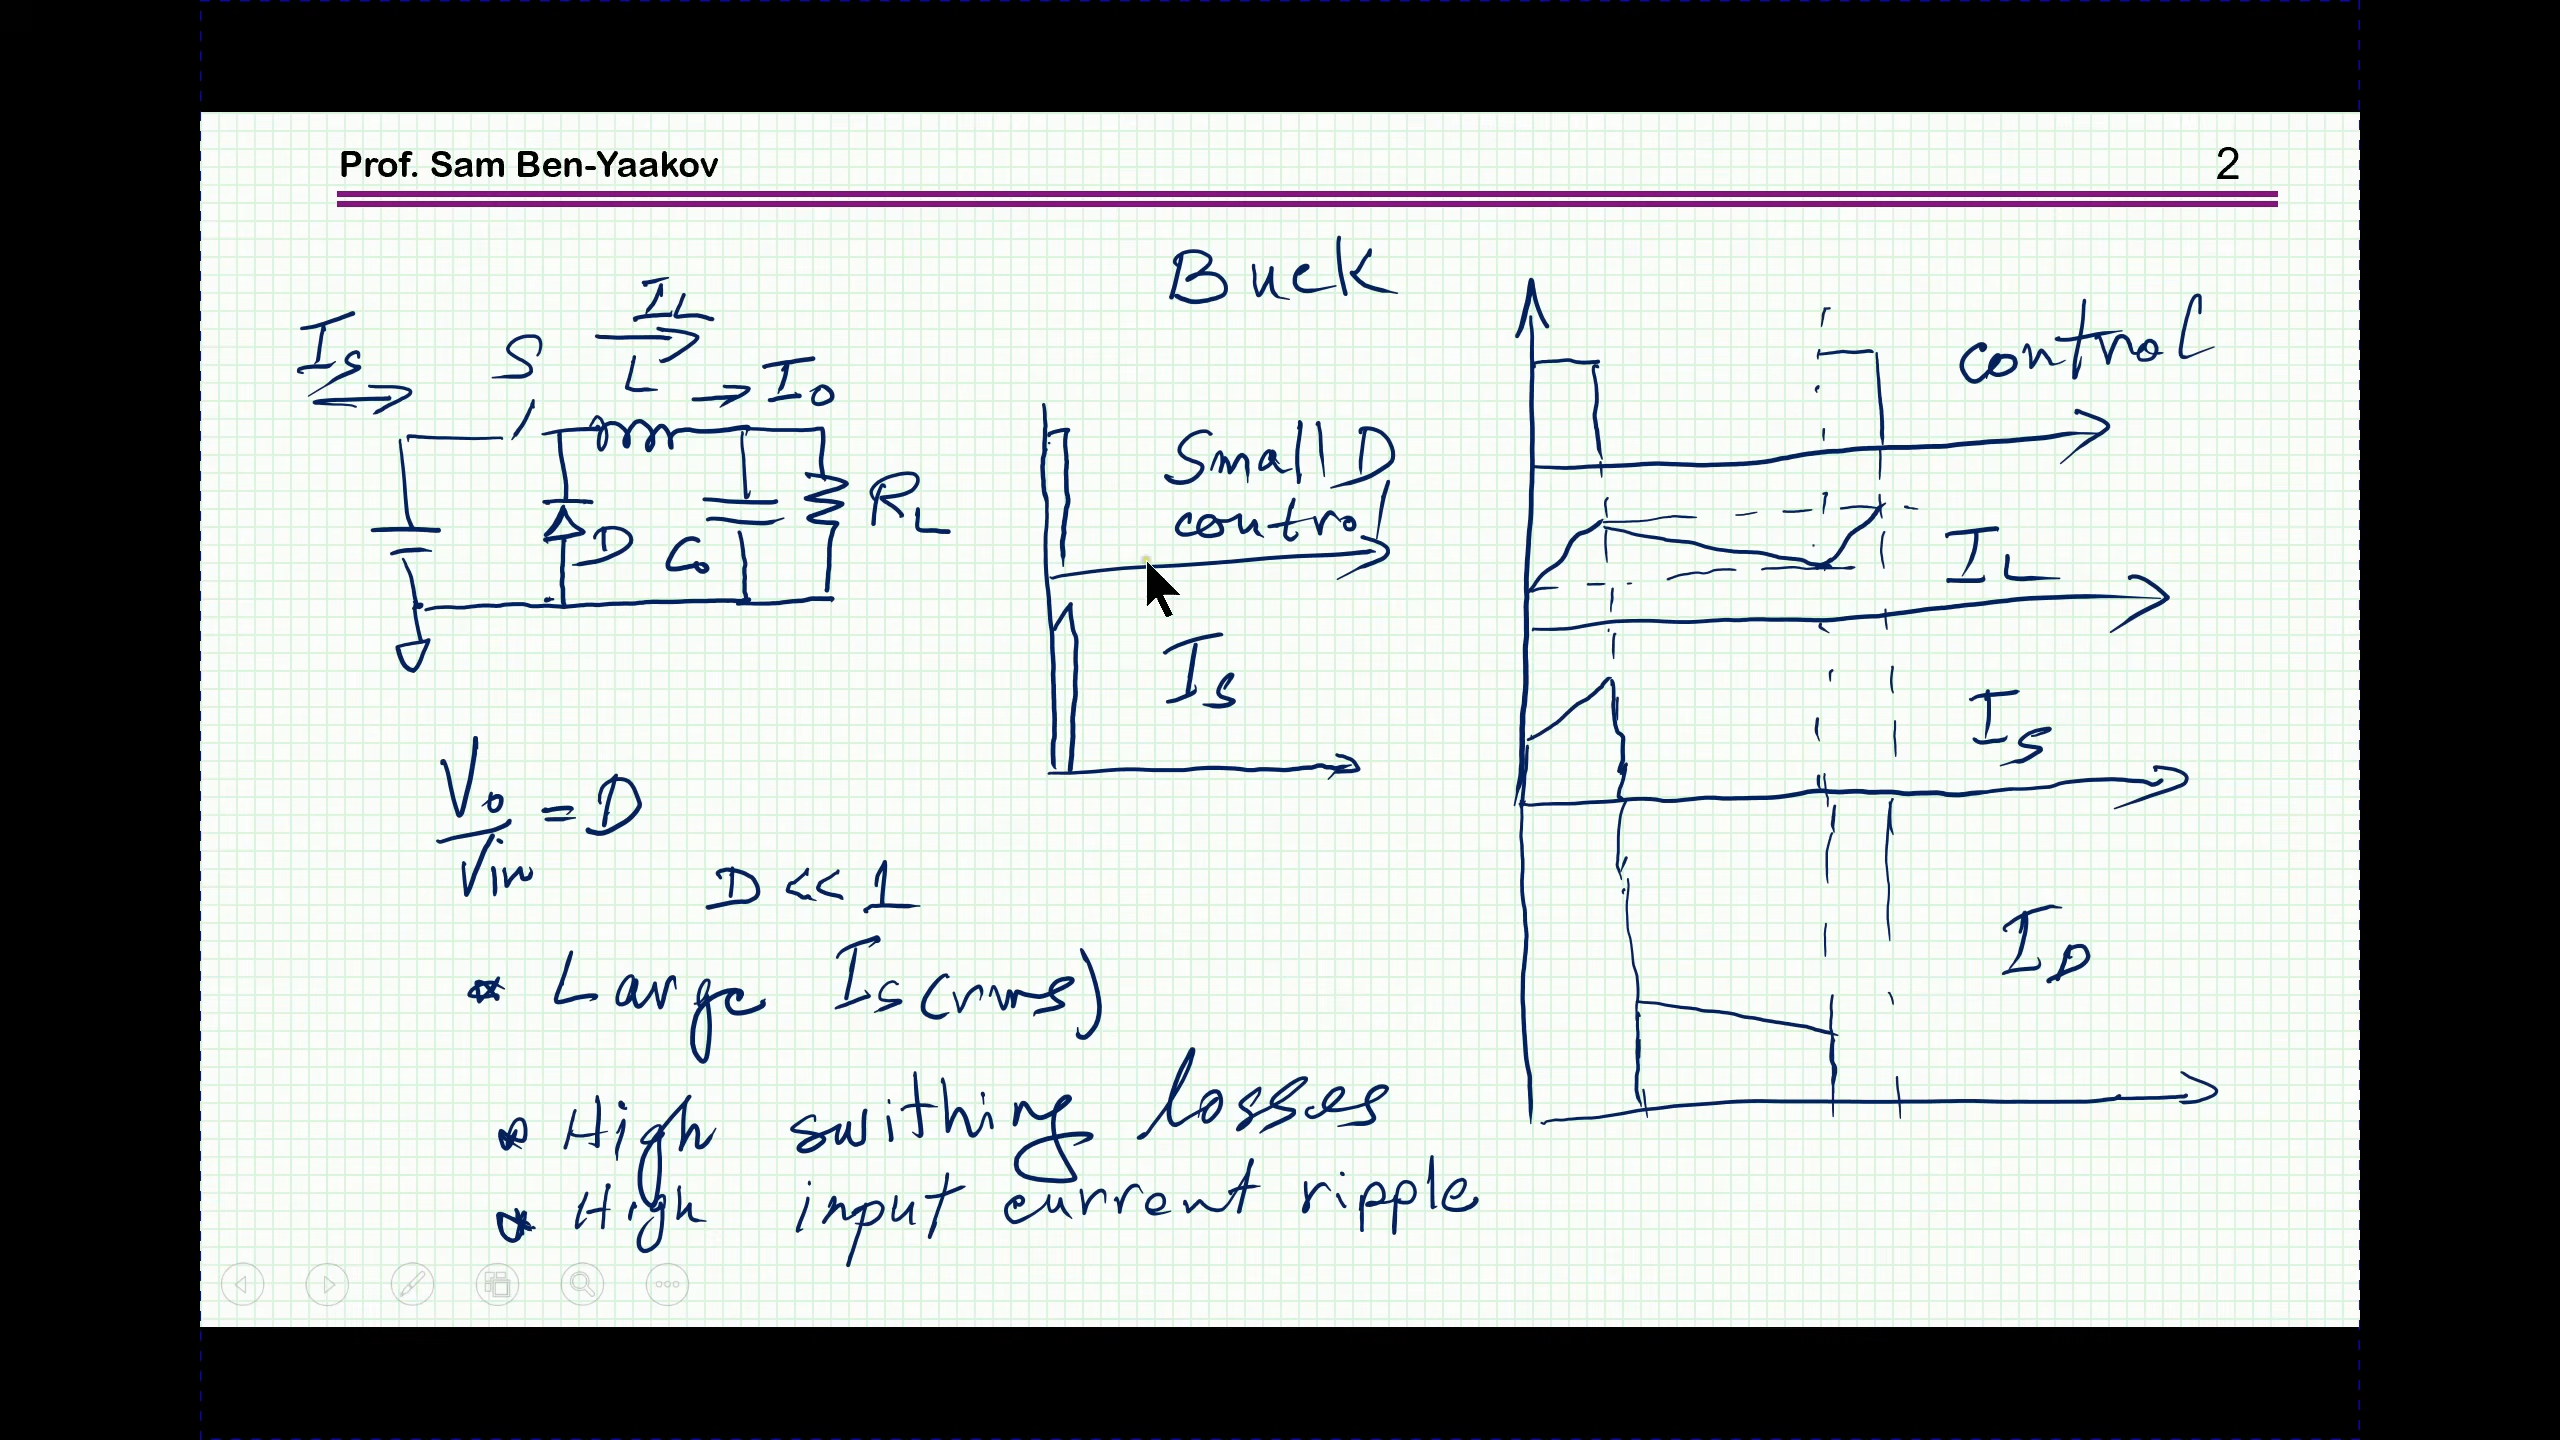 Prof. Sam Ben-Yaakov
2
Buck
Is
S
IL
L
Io
D
Co
RL
Small D
control
Is
control
IL
Is
ID
Vo
Vin
= D
D << 1
* Large Is (rms)
* High swithing losses
* High input current ripple